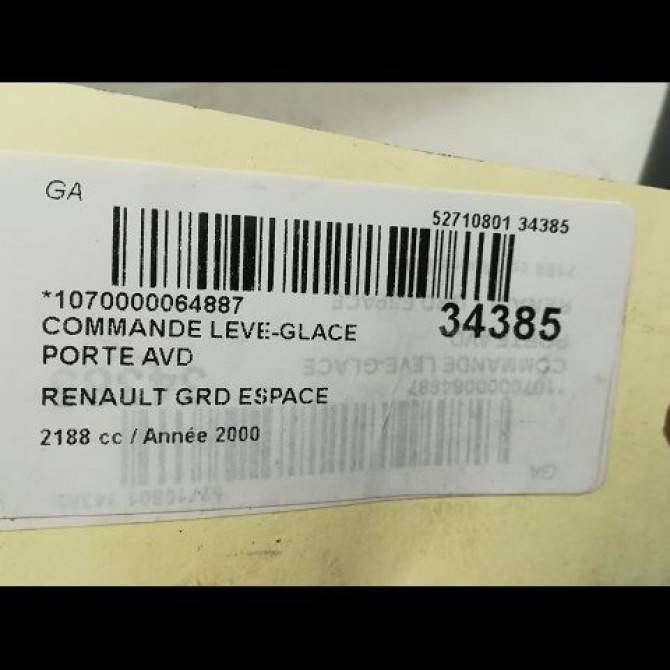 GA
52710801 34385
*1070000064887
34385
COMMANDE LEVE-GLACE
PORTE AVD
RENAULT GRD ESPACE
2188 cc / Année 2000